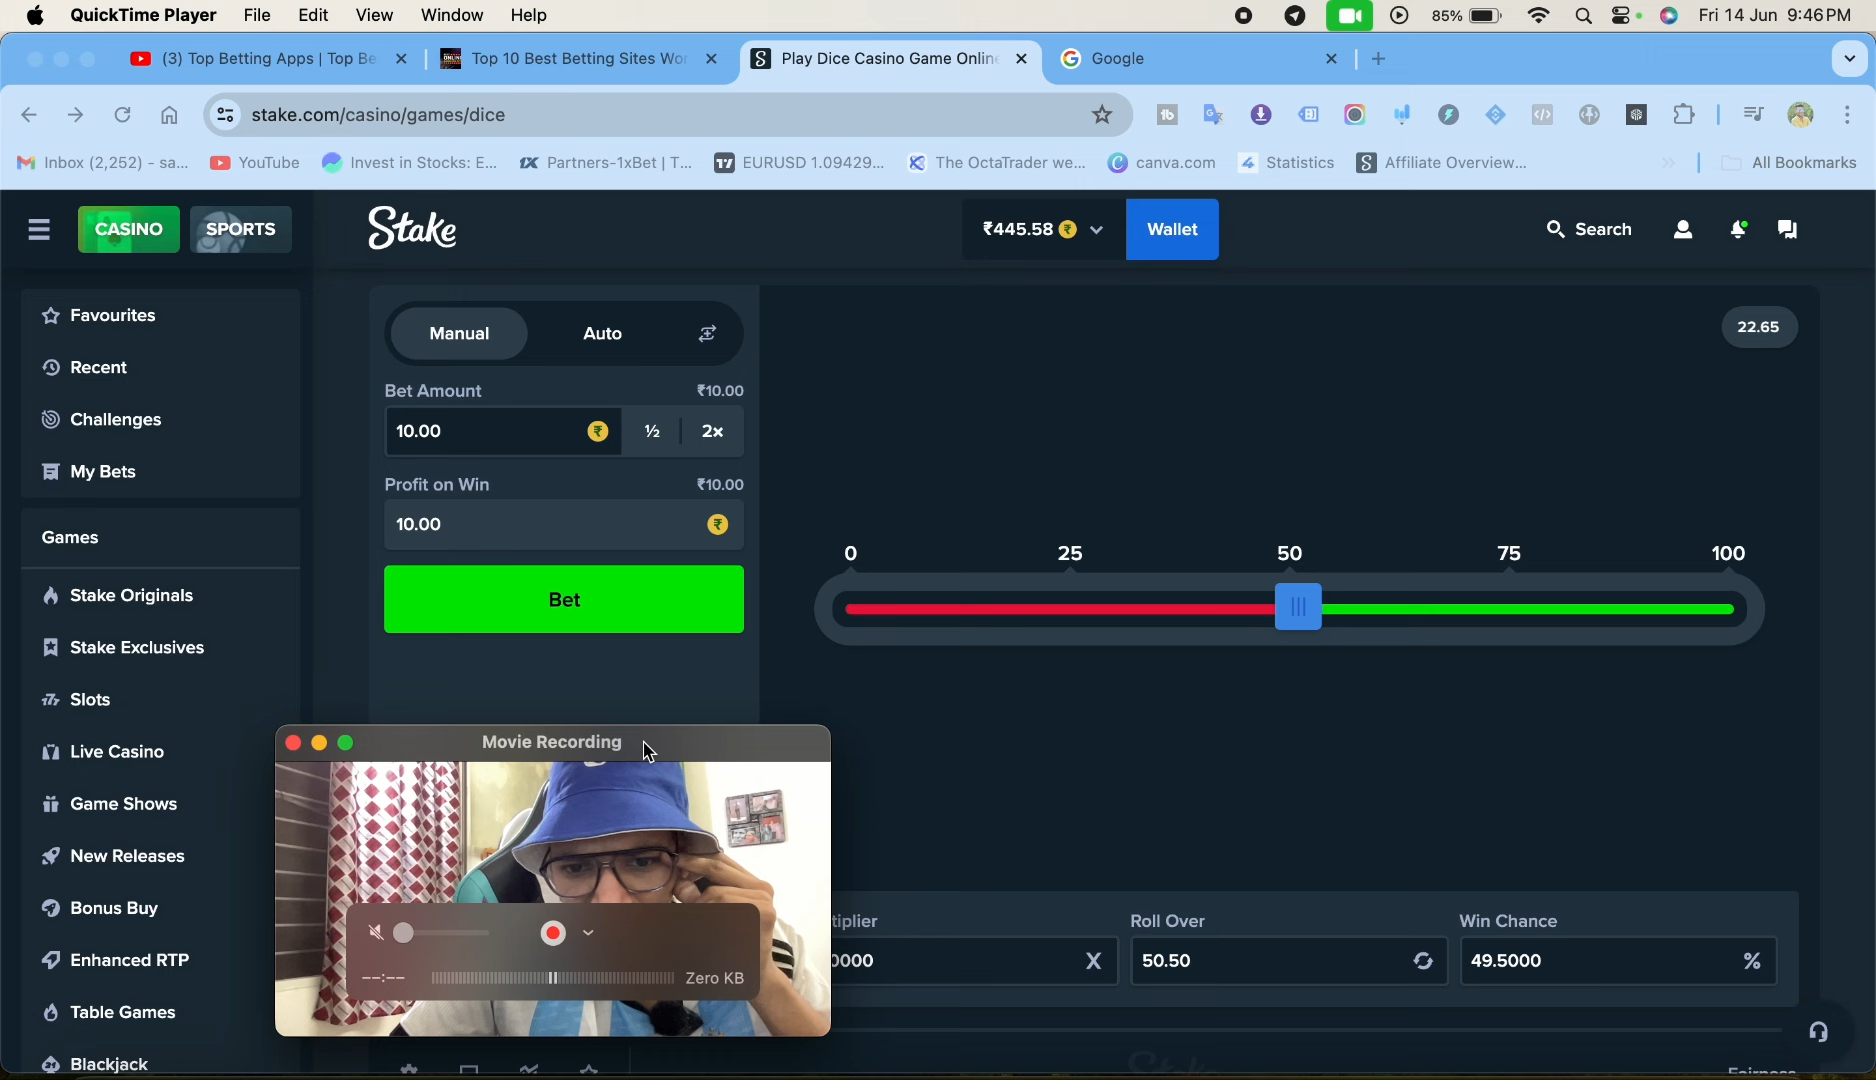 QuickTime Player File Edit View Window Help 85% Fri 14 Jun 9:46 PM
(3) Top Betting Apps | Top Be Top 10 Best Betting Sites Wor Play Dice Casino Game Online Google
stake.com/casino/games/dice
Inbox (2,252) - sa... YouTube Invest in Stocks: E... Partners-1xBet | T... EURUSD 1.09429... The OctaTrader we... canva.com Statistics Affiliate Overview... All Bookmarks
CASINO SPORTS Stake ₹445.58 Wallet Search
Favourites
Recent
Challenges
My Bets
Games
Stake Originals
Stake Exclusives
Slots
Live Casino
Game Shows
New Releases
Bonus Buy
Enhanced RTP
Table Games
Blackjack
Manual Auto
Bet Amount ₹10.00
10.00 ½ 2x
Profit on Win ₹10.00
10.00
Bet
22.65
0 25 50 75 100
Movie Recording
--:-- Zero KB
tiplier Roll Over Win Chance
0000 X 50.50 49.5000 %